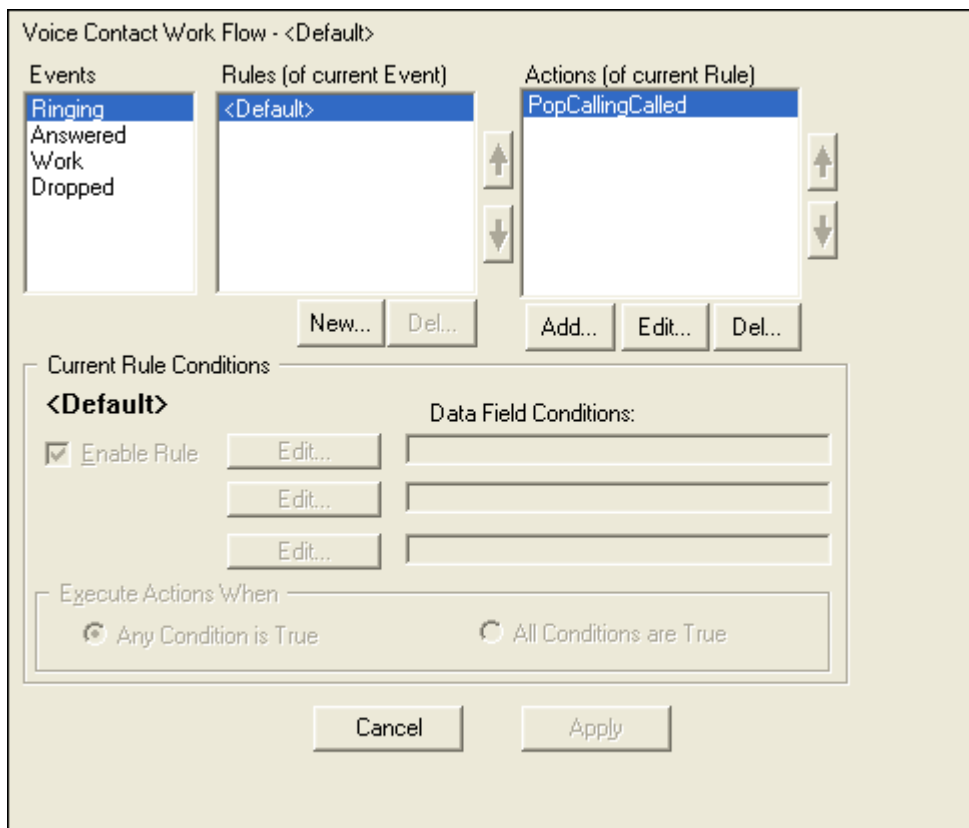 Voice Contact Work Flow - <Default>
Events
Rules (of current Event)
Actions (of current Rule)
Ringing
Answered
Work
Dropped
<Default>
PopCallingCalled
New...
Del...
Add...
Edit...
Del...
Current Rule Conditions
<Default>
Data Field Conditions:
Enable Rule
Edit...
Edit...
Edit...
Execute Actions When
Any Condition is True
All Conditions are True
Cancel
Apply